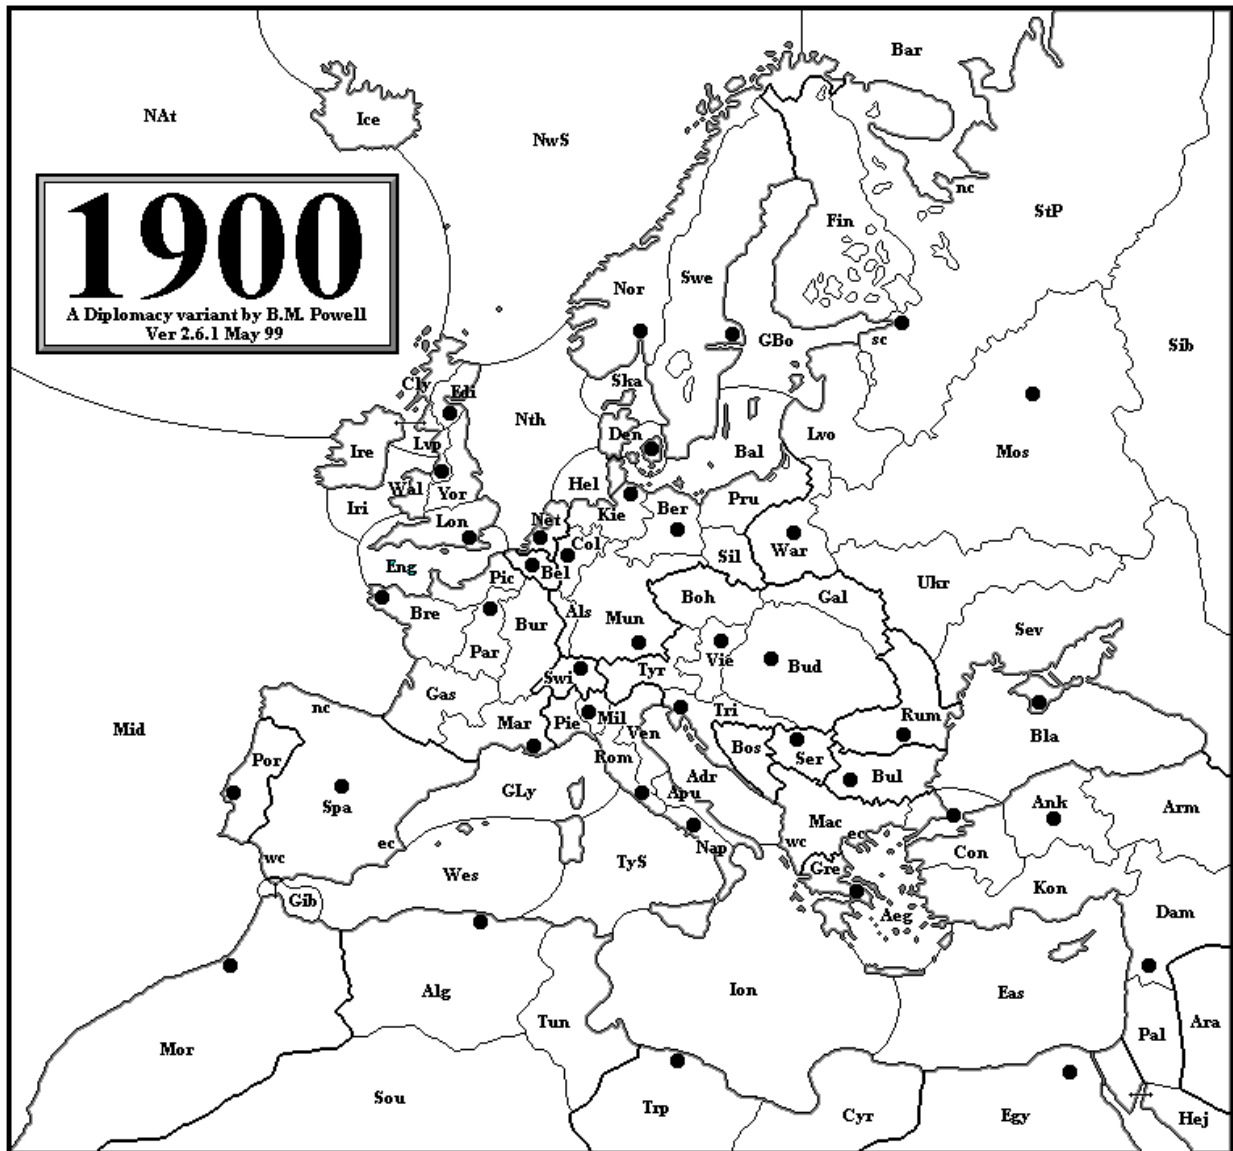 Bar
NAt
Ice
NwS
nc
StP
1900
A Diplomacy variant by B.M. Powell
Ver 2.6.1 May 99
Fin
Swe
Nor
GBo
sc
Sib
Ska
Cly
Edi
Nth
Den
Lvo
Ire
Lvp
Bal
Mos
Hel
Wal
Yor
Pru
Iri
Kie
Ber
Lon
Net
War
Col
Sil
Eng
Bel
Pic
Ukr
Boh
Gal
Bre
Als
Mun
Bur
Sev
Par
Vie
Bud
Swi
Tyr
Gas
nc
Tri
Rum
Mid
Mar
Pie
Mil
Ven
Bla
Bos
Ser
Por
Rom
Adr
Bul
GLy
Apu
Spa
Ank
Arm
Mac
ec
ec
wc
Nap
Con
wc
TyS
Gre
Wes
Kon
Gib
Aeg
Dam
Alg
Ion
Eas
Tun
Ara
Pal
Mor
Sou
Trp
Cyr
Egy
Hej